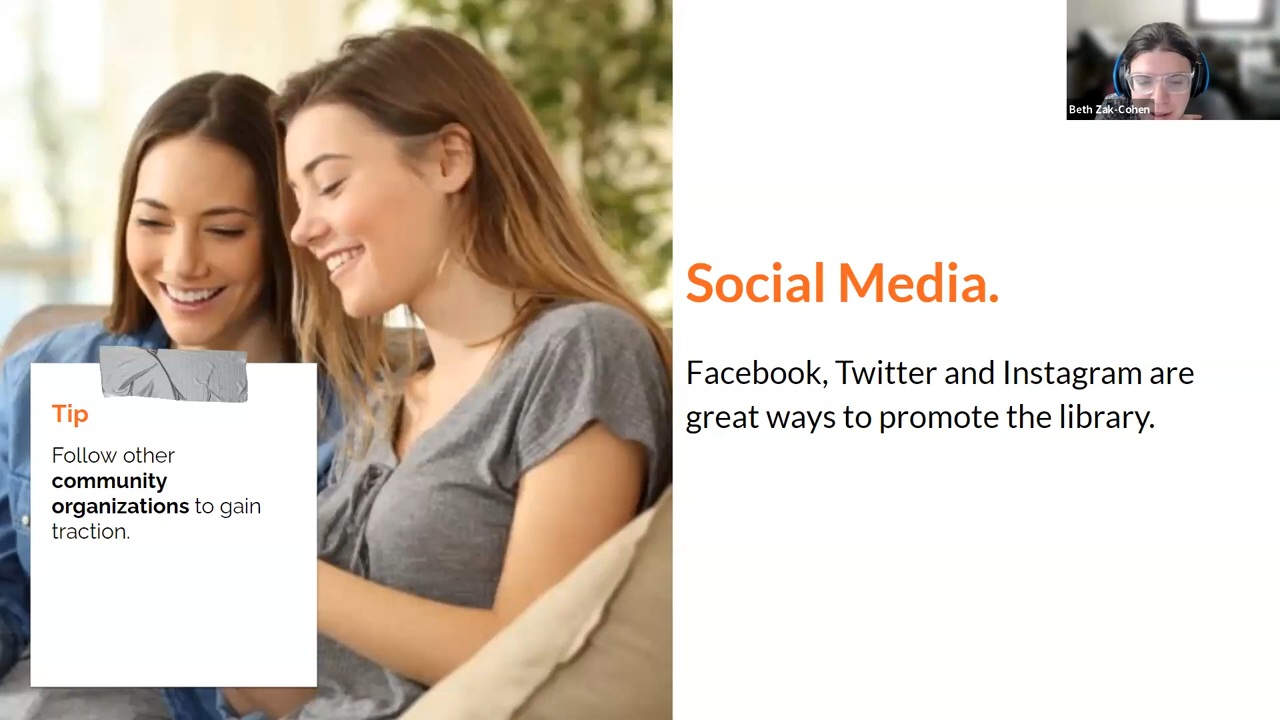 Beth Zak-Cohen
Social Media.
Facebook, Twitter and Instagram are
great ways to promote the library.
Tip
Follow other
community
organizations to gain
traction.